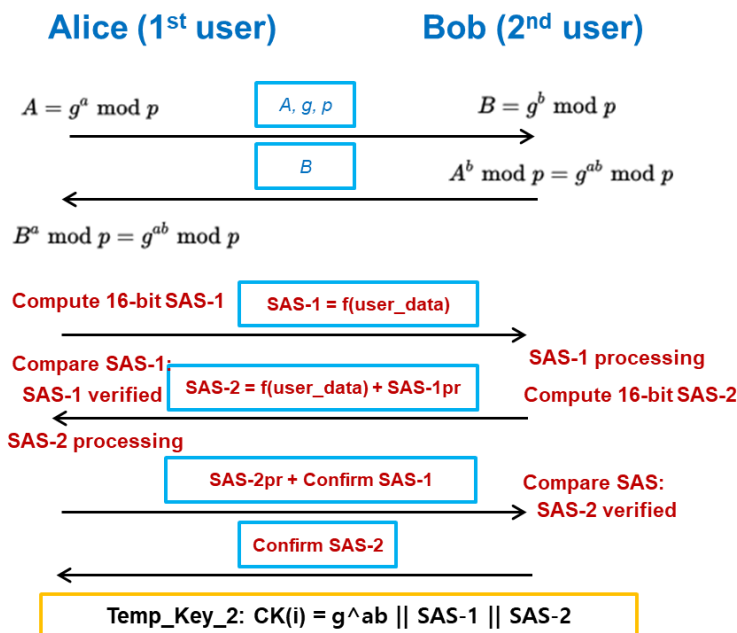 Alice (1st user) Bob (2nd user)
A = g^a mod p A, g, p B = g^b mod p
B A^b mod p = g^ab mod p
B^a mod p = g^ab mod p
Compute 16-bit SAS-1 SAS-1 = f(user_data)
Compare SAS-1: SAS-1 processing
SAS-1 verified SAS-2 = f(user_data) + SAS-1pr Compute 16-bit SAS-2
SAS-2 processing
SAS-2pr + Confirm SAS-1 Compare SAS:
SAS-2 verified
Confirm SAS-2
Temp_Key_2: CK(i) = g^ab || SAS-1 || SAS-2